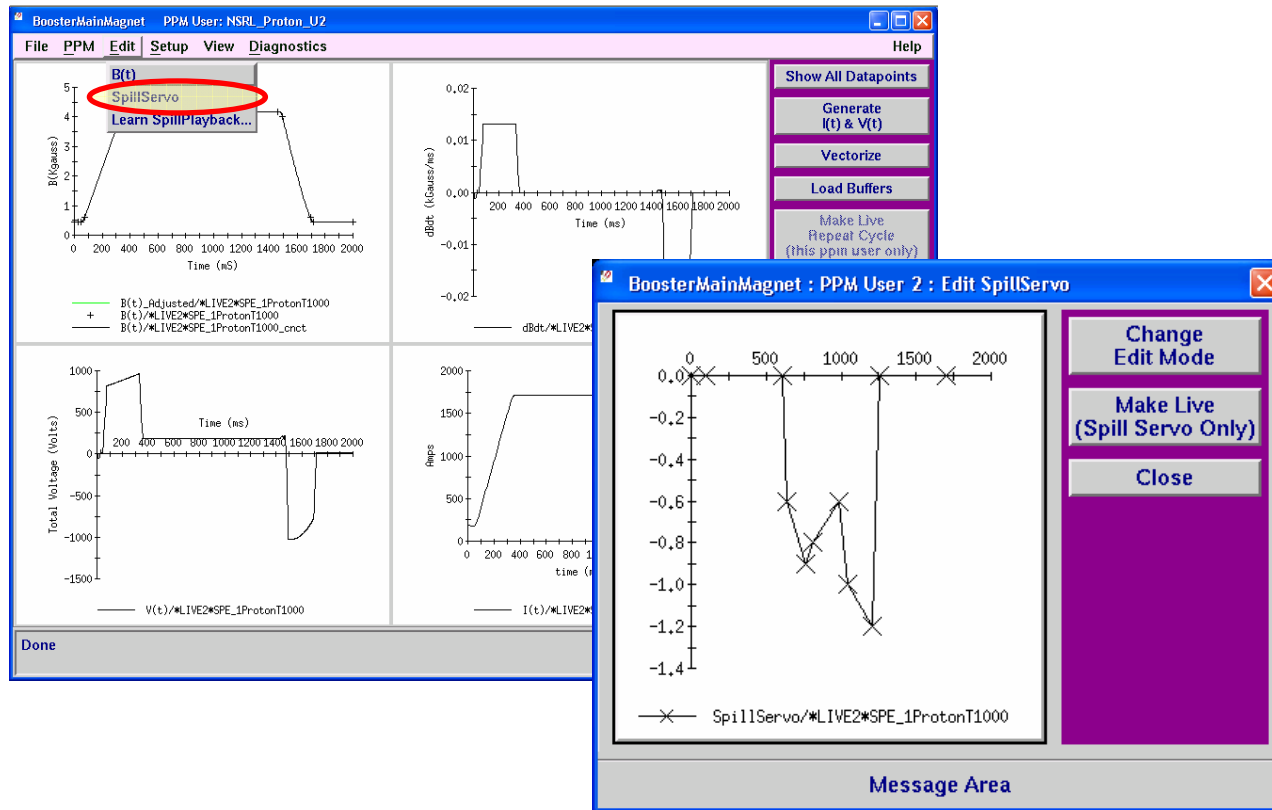 BoosterMainMagnet PPM User: NSRL_Proton_U2
File PPM Edit Setup View Diagnostics Help
B(t)
SpillServo
Learn SpillPlayback...
5
4
3
2
1
0
B(Kgauss)
0 200 400 600 800 1000 1200 1400 1600 1800 2000
Time (mS)
B(t)_Adjusted/*LIVE2*SPE_1ProtonT1000
B(t)/*LIVE2*SPE_1ProtonT1000
B(t)/*LIVE2*SPE_1ProtonT1000_cnct
0.02
0.01
0.00
-0.01
-0.02
dBdt (kGauss/ms)
200 400 600 800 1000 1200 1400 1600 1800 2000
Time (ms)
dBdt/*LIVE2*
Show All Datapoints
Generate
I(t) & V(t)
Vectorize
Load Buffers
Make Live
Repeat Cycle
(this ppm user only)
1000
500
0
-500
-1000
-1500
Total Voltage (Volts)
Time (ms)
200 400 600 800 1000 1200 1400 1600 1800 2000
V(t)/*LIVE2*SPE_1ProtonT1000
2000
1500
1000
500
0
Amps
0 200 400 600 800
time
I(t)/*LIVE2*
Done
BoosterMainMagnet : PPM User 2 : Edit SpillServo
0 500 1000 1500 2000
0.0
-0.2
-0.4
-0.6
-0.8
-1.0
-1.2
-1.4
SpillServo/*LIVE2*SPE_1ProtonT1000
Change
Edit Mode
Make Live
(Spill Servo Only)
Close
Message Area